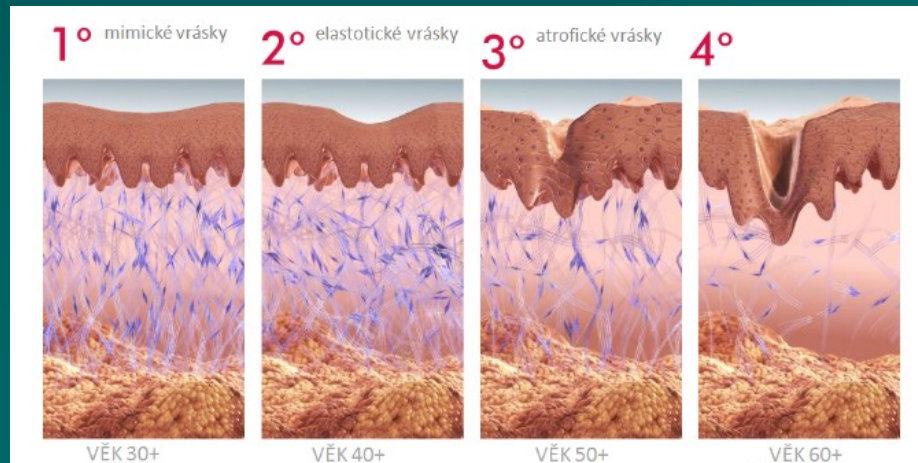 1° mimické vrásky
2° elastotické vrásky
3° atrofické vrásky
4°
VĚK 30+
VĚK 40+
VĚK 50+
VĚK 60+